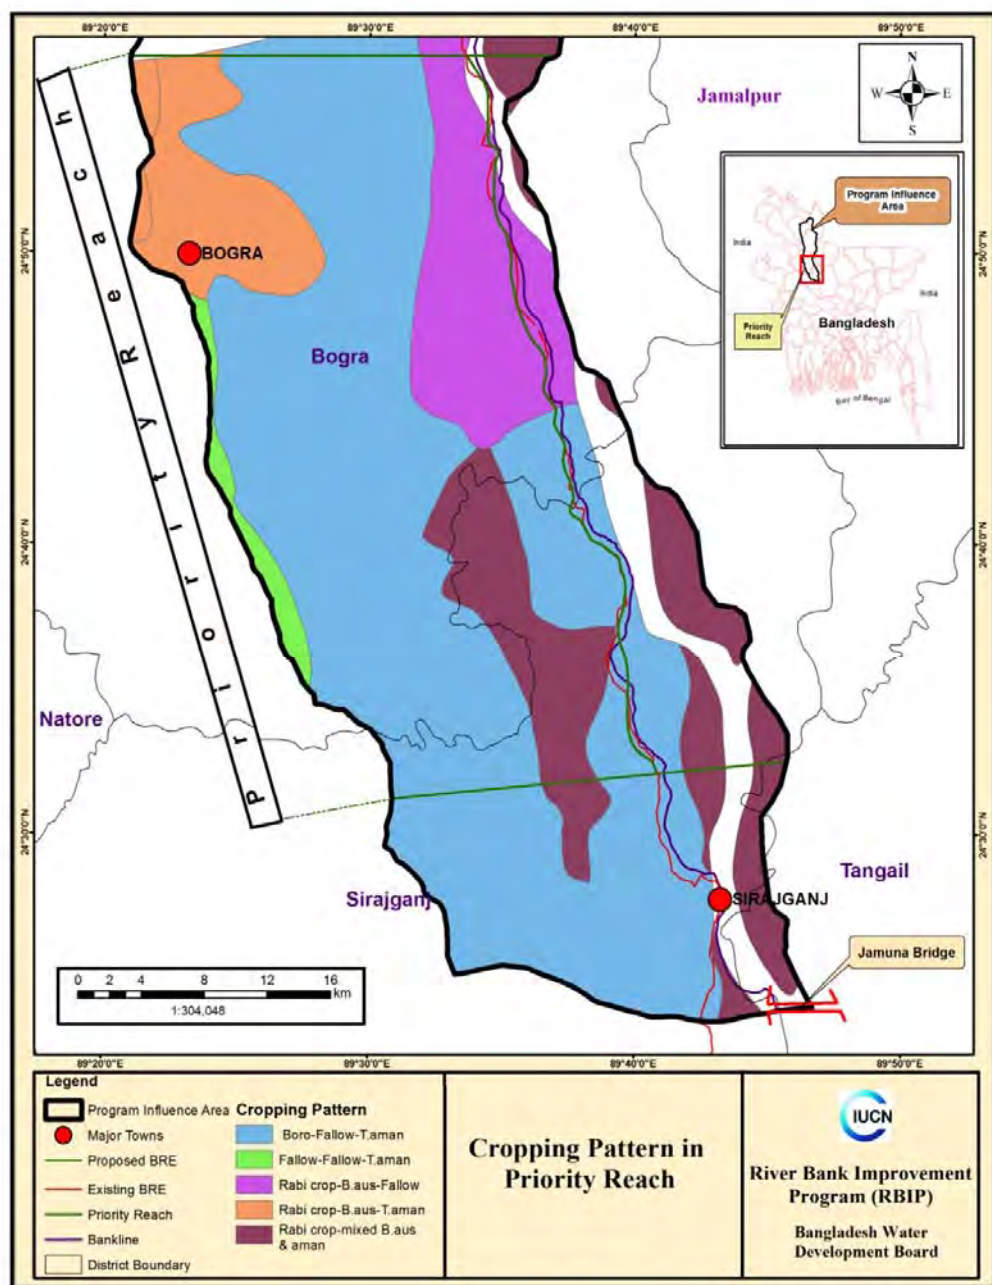 89°20'0"E
89°30'0"E
89°40'0"E
89°50'0"E
Jamalpur
N
W
E
S
Program Influence
Area
India
India
Priority
Reach
Bangladesh
Bay of Bengal
Priority Reach
24°50'0"N
24°50'0"N
BOGRA
Bogra
24°40'0"N
24°40'0"N
Natore
24°30'0"N
24°30'0"N
Sirajganj
SIRAJGANJ
Tangail
Jamuna Bridge
0 2 4 8 12 16
km
1:304,048
89°20'0"E
89°30'0"E
89°40'0"E
89°50'0"E
Legend
Program Influence Area
Major Towns
Proposed BRE
Existing BRE
Priority Reach
Bankline
District Boundary
Cropping Pattern
Boro-Fallow-T.aman
Fallow-Fallow-T.aman
Rabi crop-B.aus-Fallow
Rabi crop-B.aus-T.aman
Rabi crop-mixed B.aus
& aman
Cropping Pattern in
Priority Reach
IUCN
River Bank Improvement
Program (RBIP)
Bangladesh Water
Development Board